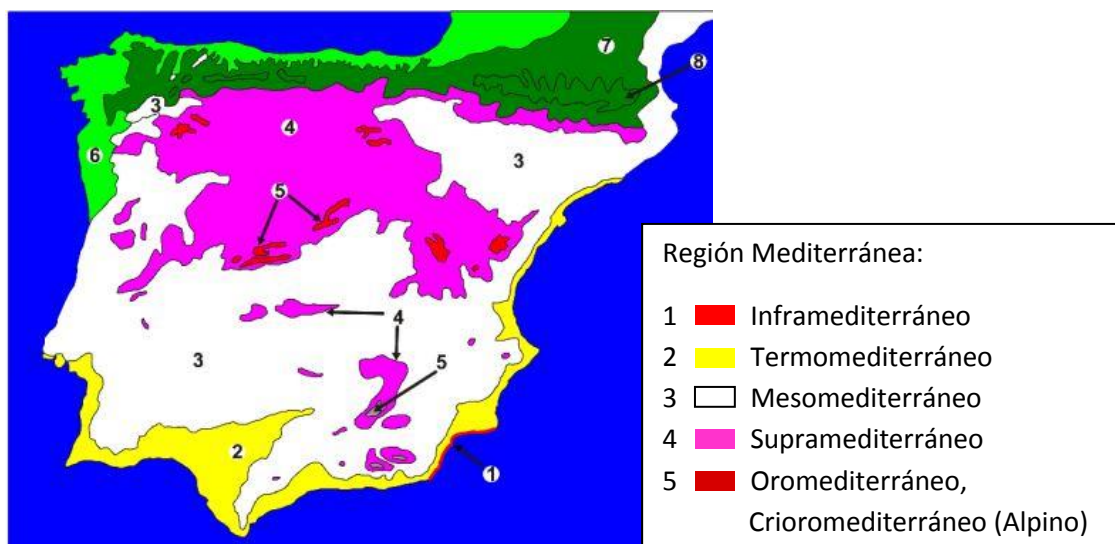 7
8
3
4
3
6
5
4
3
5
2
1
Región Mediterránea:
1 Inframediterráneo
2 Termomediterráneo
3 Mesomediterráneo
4 Supramediterráneo
5 Oromediterráneo,
Crioromediterráneo (Alpino)